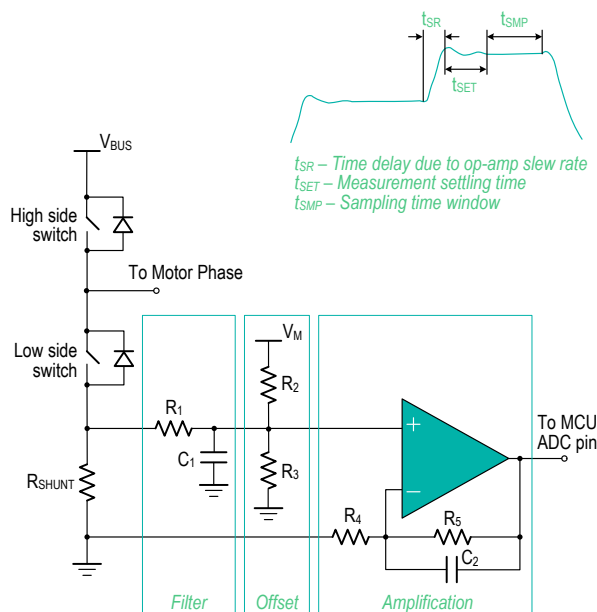 tSR
tSMP
tSET
tSR – Time delay due to op-amp slew rate
tSET – Measurement settling time
tSMP – Sampling time window
VBUS
High side
switch
To Motor Phase
Low side
switch
VM
R2
R1
C1
R3
+
To MCU
ADC pin
RSHUNT
–
R4
R5
C2
Filter
Offset
Amplification